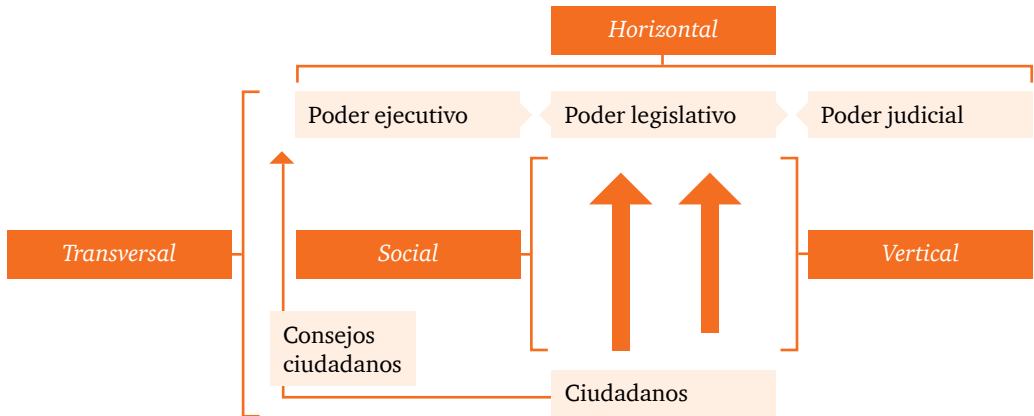 Horizontal
Poder ejecutivo
Poder legislativo
Poder judicial
Transversal
Social
Vertical
Consejos
ciudadanos
Ciudadanos